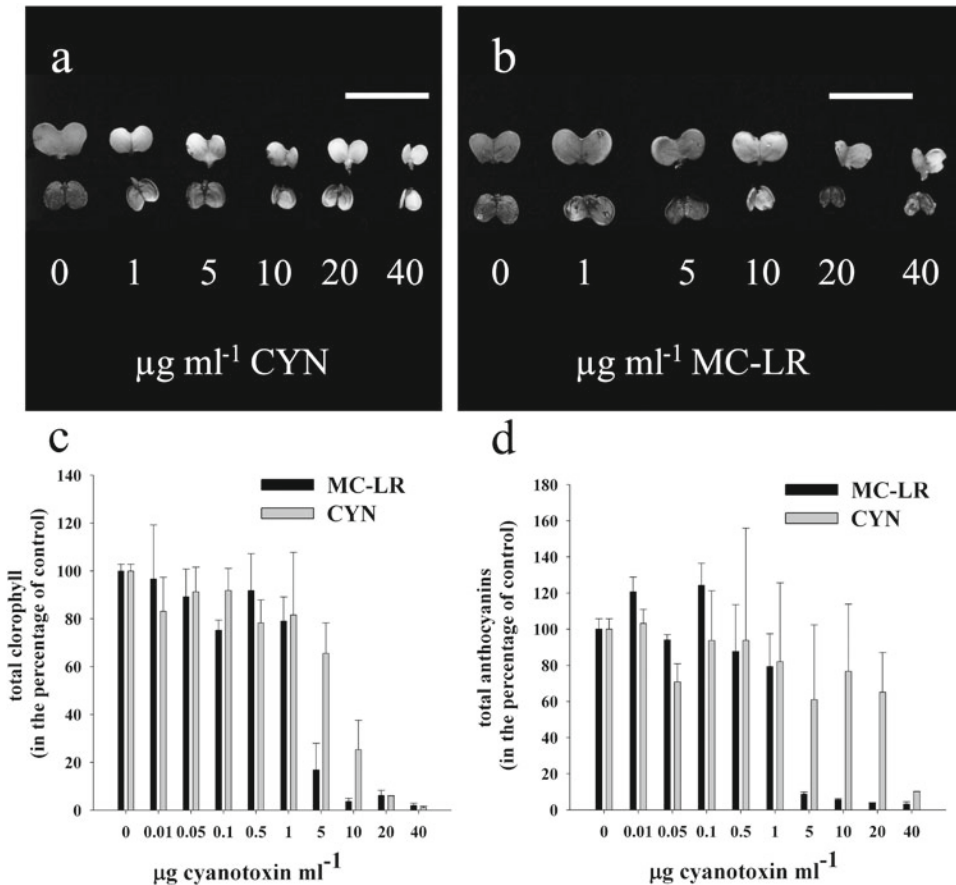 a
0 1 5 10 20 40
µg ml-1 CYN
b
0 1 5 10 20 40
µg ml-1 MC-LR
c
MC-LR
CYN
140
120
100
80
60
40
20
0
total clorophyll
(in the percentage of control)
0 0.01 0.05 0.1 0.5 1 5 10 20 40
µg cyanotoxin ml-1
d
MC-LR
CYN
180
160
140
120
100
80
60
40
20
0
total anthocyanins
(in the percentage of control)
0 0.01 0.05 0.1 0.5 1 5 10 20 40
µg cyanotoxin ml-1